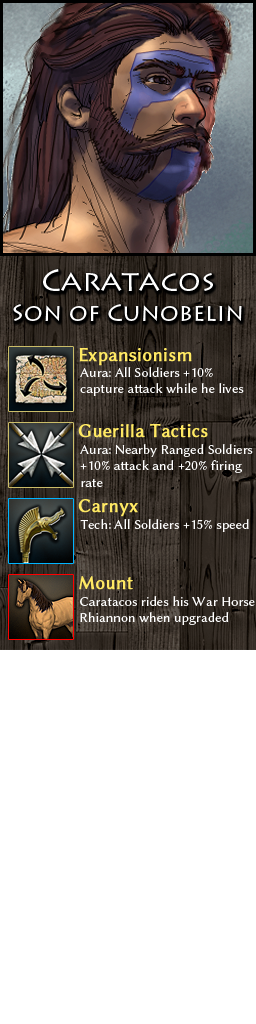 Caratacos
Son of Cunobelin
Expansionism
Aura: All Soldiers +10%
capture attack while he lives
Guerilla Tactics
Aura: Nearby Ranged Soldiers
+10% attack and +20% firing
rate
Carnyx
Tech: All Soldiers +15% speed
Mount
Caratacos rides his War Horse
Rhiannon when upgraded